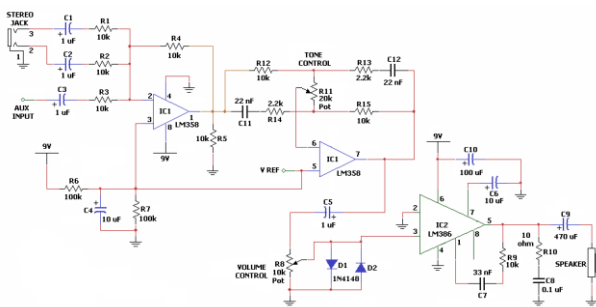 STEREO
JACK
3
2
1
C1
1 uF
R1
10k
C2
1 uF
R2
10k
AUX
INPUT
C3
1 uF
R3
10k
R4
10k
2
4
IC1
1
LM358
3
8
9V
10k
R5
R12
10k
TONE
CONTROL
R13
2.2k
C12
22 nF
R11
20k
Pot
22 nF
C11
2.2k
R14
R15
10k
6
7
IC1
5
LM358
V REF
9V
R6
100k
C4
10 uF
R7
100k
C5
1 uF
VOLUME
CONTROL
R8
10k
Pot
D1
1N4148
D2
9V
C10
100 uF
C6
10 uF
6
7
2
IC2
5
LM386
3
4
1
8
33 nF
C7
R9
10k
10
ohm
R10
C8
0.1 uF
C9
470 uF
SPEAKER